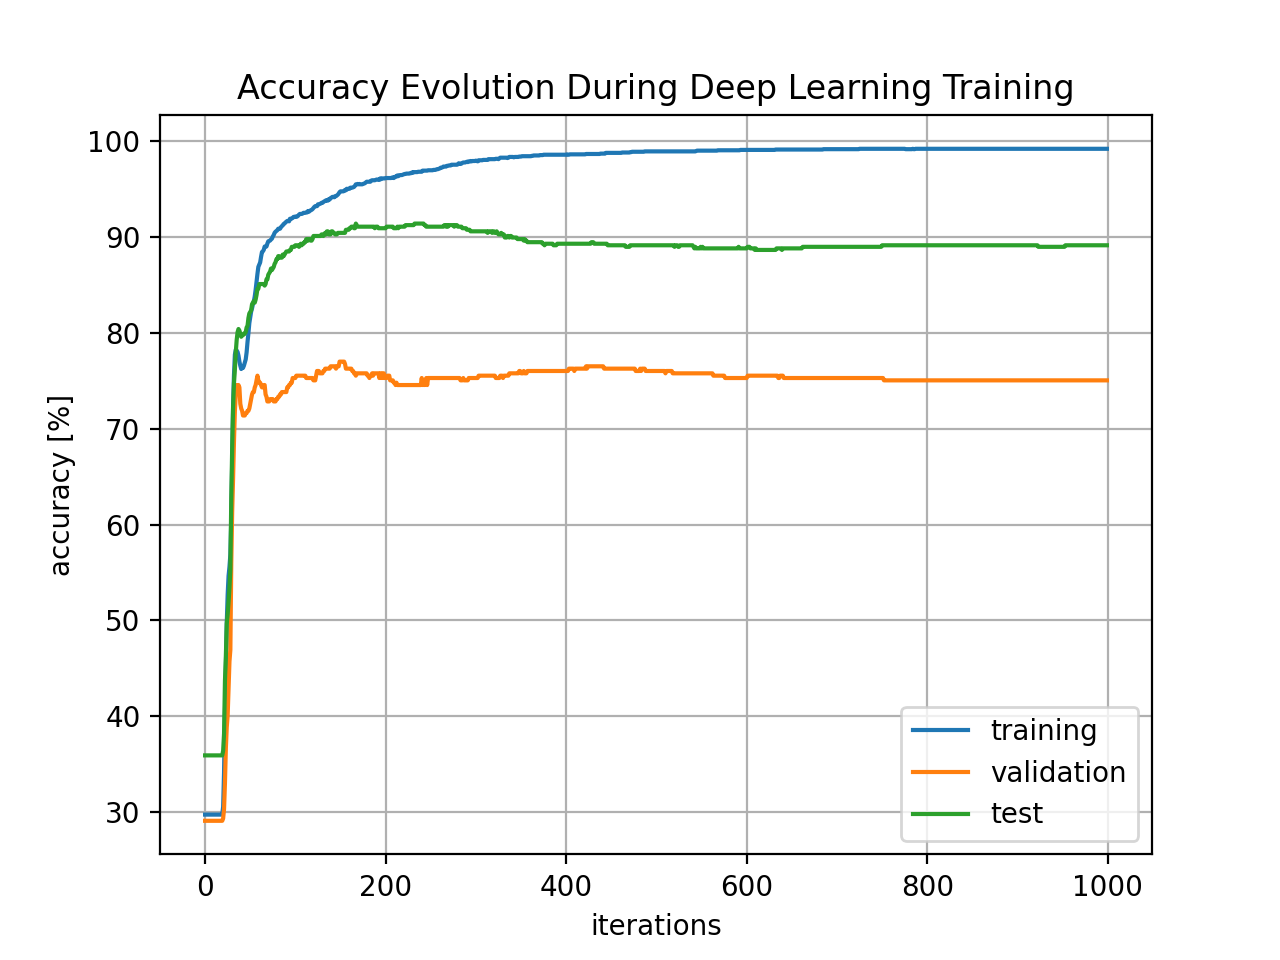 Accuracy Evolution During Deep Learning Training
100
90
80
70
60
50
40
30
accuracy [%]
training
validation
test
0 200 400 600 800 1000
iterations